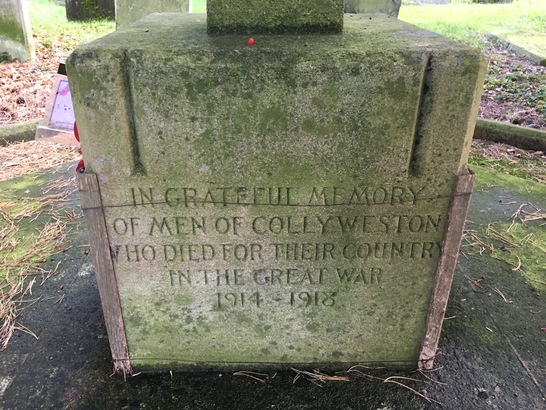 IN GRATEFUL MEMORY
OF MEN OF COLLYWESTON
WHO DIED FOR THEIR COUNTRY
IN THE GREAT WAR
1914 - 1918